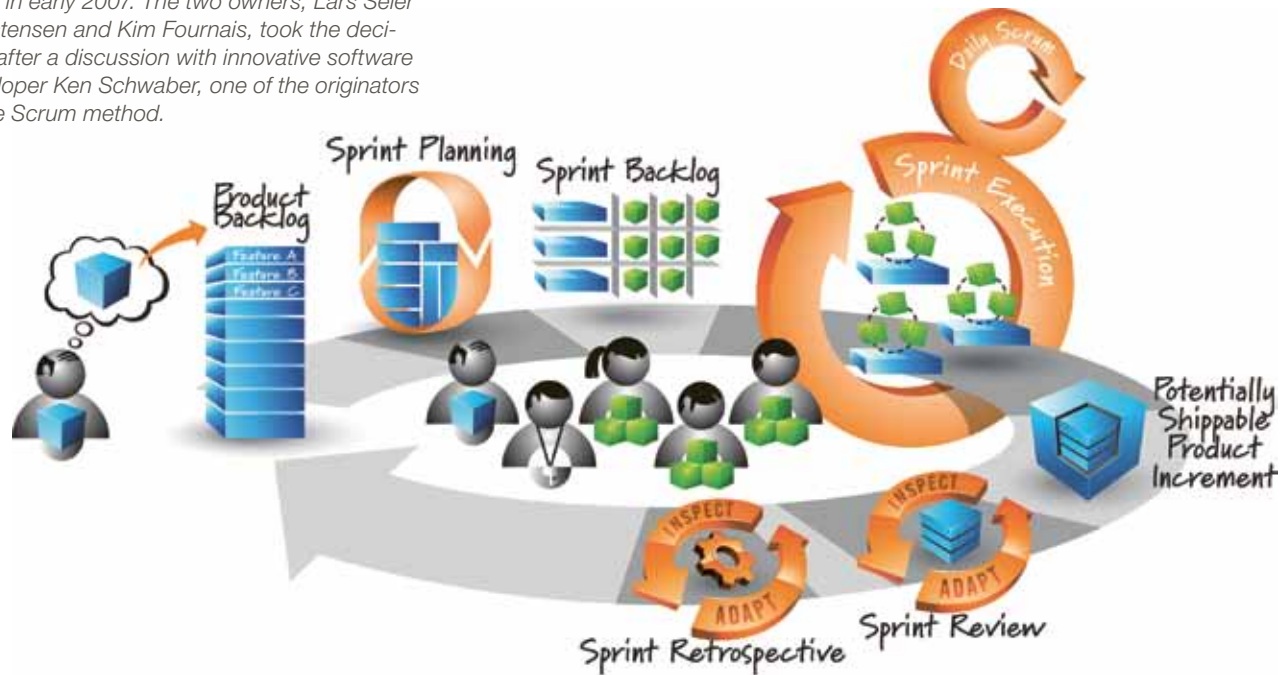 in early 2007. The two owners, Lars Seier
tensen and Kim Fournais, took the deci-
after a discussion with innovative software
loper Ken Schwaber, one of the originators
e Scrum method.
Daily Scrum
Sprint Planning
Sprint Backlog
Sprint Execution
Product
Backlog
Feature A
Feature B
Feature C
Potentially
Shippable
Product
Increment
INSPECT
ADAPT
INSPECT
ADAPT
Sprint Review
Sprint Retrospective